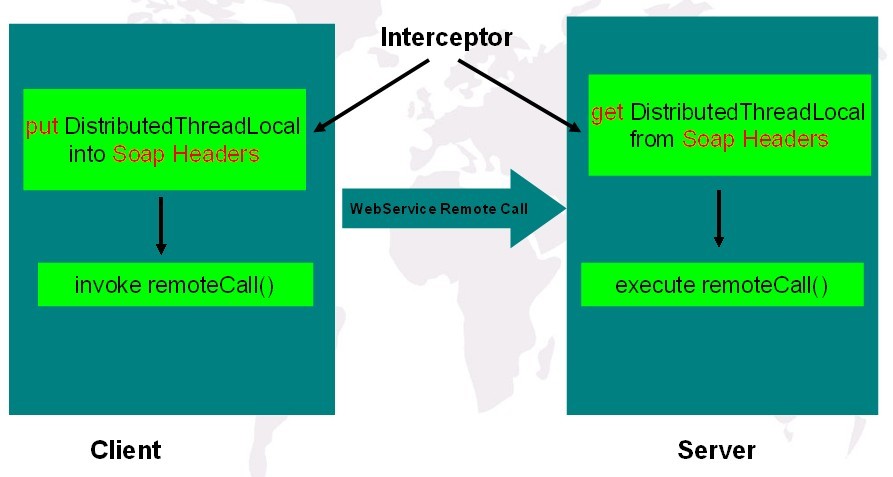 Interceptor
put DistributedThreadLocal
into Soap Headers
invoke remoteCall()
WebService Remote Call
get DistributedThreadLocal
from Soap Headers
execute remoteCall()
Client
Server